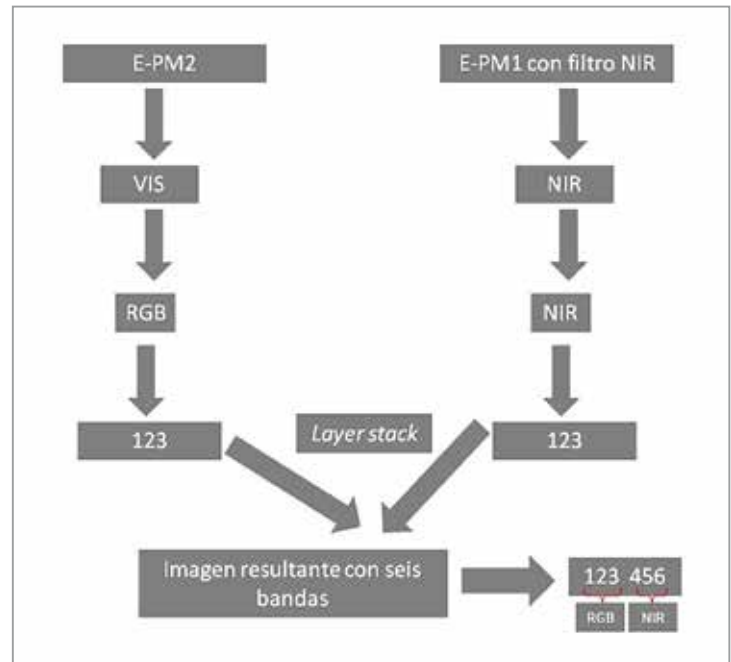 E-PM2
E-PM1 con filtro NIR
VIS
NIR
RGB
NIR
123
Layer stack
123
Imagen resultante con seis
bandas
123 456
RGB
NIR